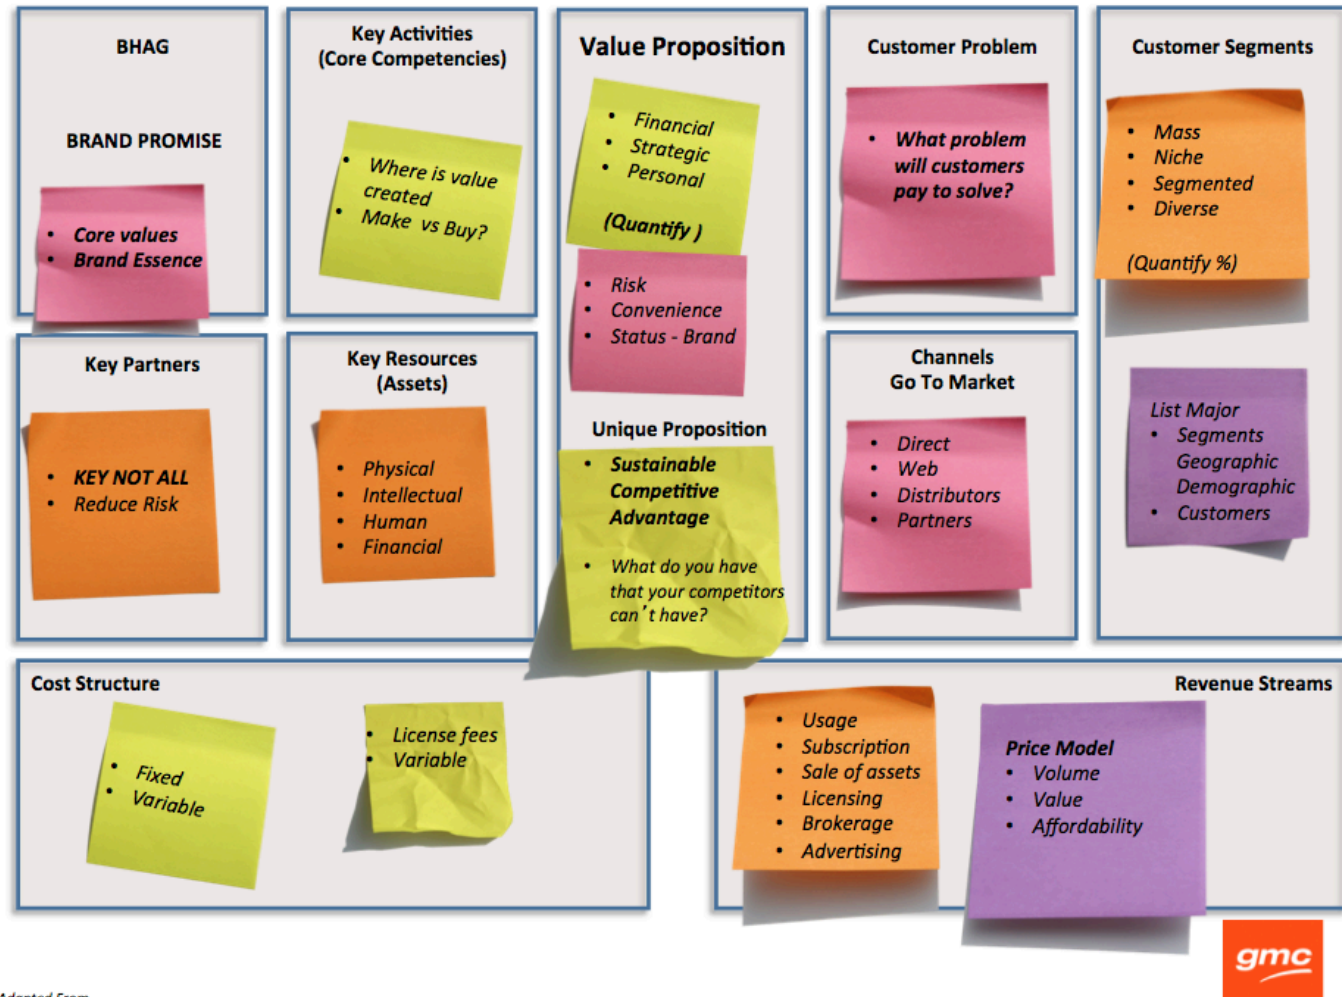 BHAG
BRAND PROMISE
• Core values
• Brand Essence
Key Activities
(Core Competencies)
• Where is value
created
• Make vs Buy?
Value Proposition
• Financial
• Strategic
• Personal
(Quantify )
• Risk
• Convenience
• Status - Brand
Unique Proposition
• Sustainable
Competitive
Advantage
• What do you have
that your competitors
can't have?
Customer Problem
• What problem
will customers
pay to solve?
Customer Segments
• Mass
• Niche
• Segmented
• Diverse
(Quantify %)
List Major
• Segments
Geographic
Demographic
• Customers
Key Partners
• KEY NOT ALL
• Reduce Risk
Key Resources
(Assets)
• Physical
• Intellectual
• Human
• Financial
Channels
Go To Market
• Direct
• Web
• Distributors
• Partners
Cost Structure
• Fixed
• Variable
• License fees
• Variable
Revenue Streams
• Usage
• Subscription
• Sale of assets
• Licensing
• Brokerage
• Advertising
Price Model
• Volume
• Value
• Affordability
gmc
Adapted From